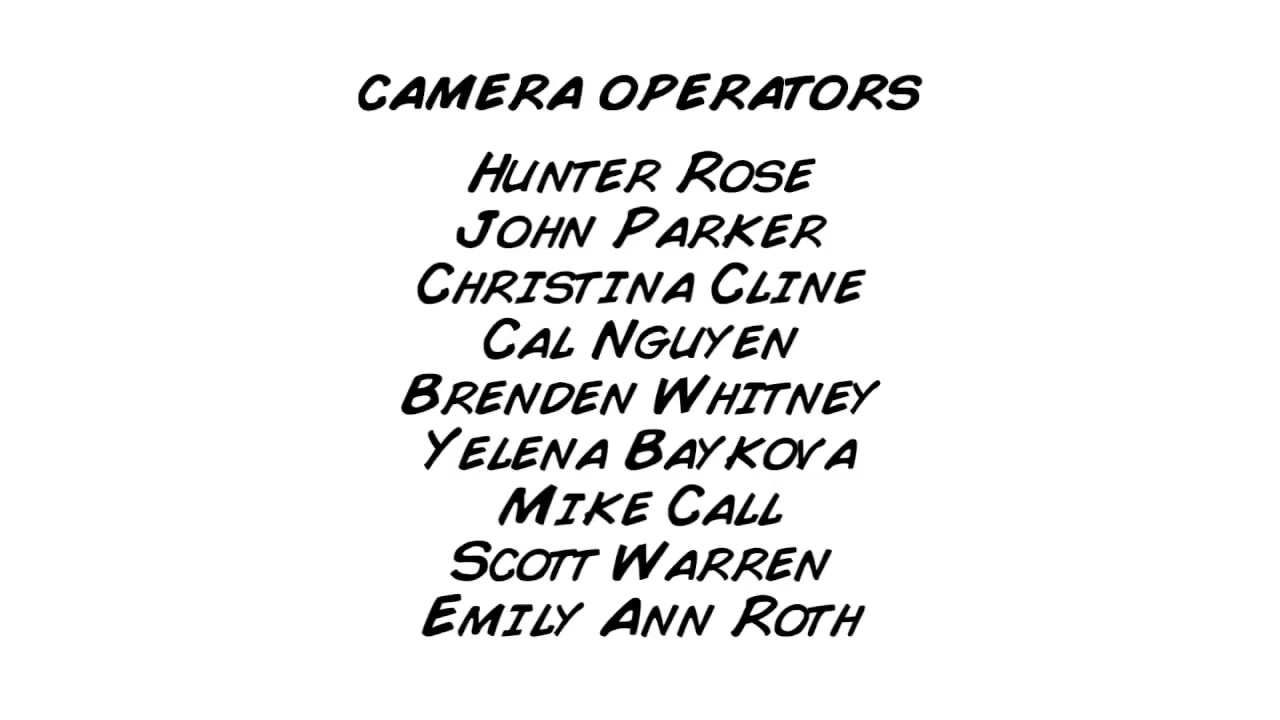 CAMERA OPERATORS
HUNTER ROSE
JOHN PARKER
CHRISTINA CLINE
CAL NGUYEN
BRENDEN WHITNEY
YELENA BAYKOVA
MIKE CALL
SCOTT WARREN
EMILY ANN ROTH